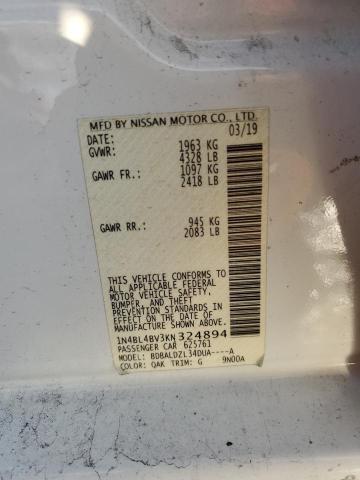 MFD BY NISSAN MOTOR CO., LTD.
DATE: 03/19
GVWR: 1963 KG
4328 LB
GAWR FR.: 1097 KG
2418 LB
GAWR RR.: 945 KG
2083 LB
THIS VEHICLE CONFORMS TO
ALL APPLICABLE FEDERAL
MOTOR VEHICLE SAFETY,
BUMPER, AND THEFT
PREVENTION STANDARDS
IN EFFECT ON THE DATE OF
MANUFACTURE SHOWN ABOVE.
1N4BL4BV3KN324894
PASSENGER CAR 625761
MODEL: BDBALDZL34DUA----A
COLOR: QAK TRIM: G 9N00A